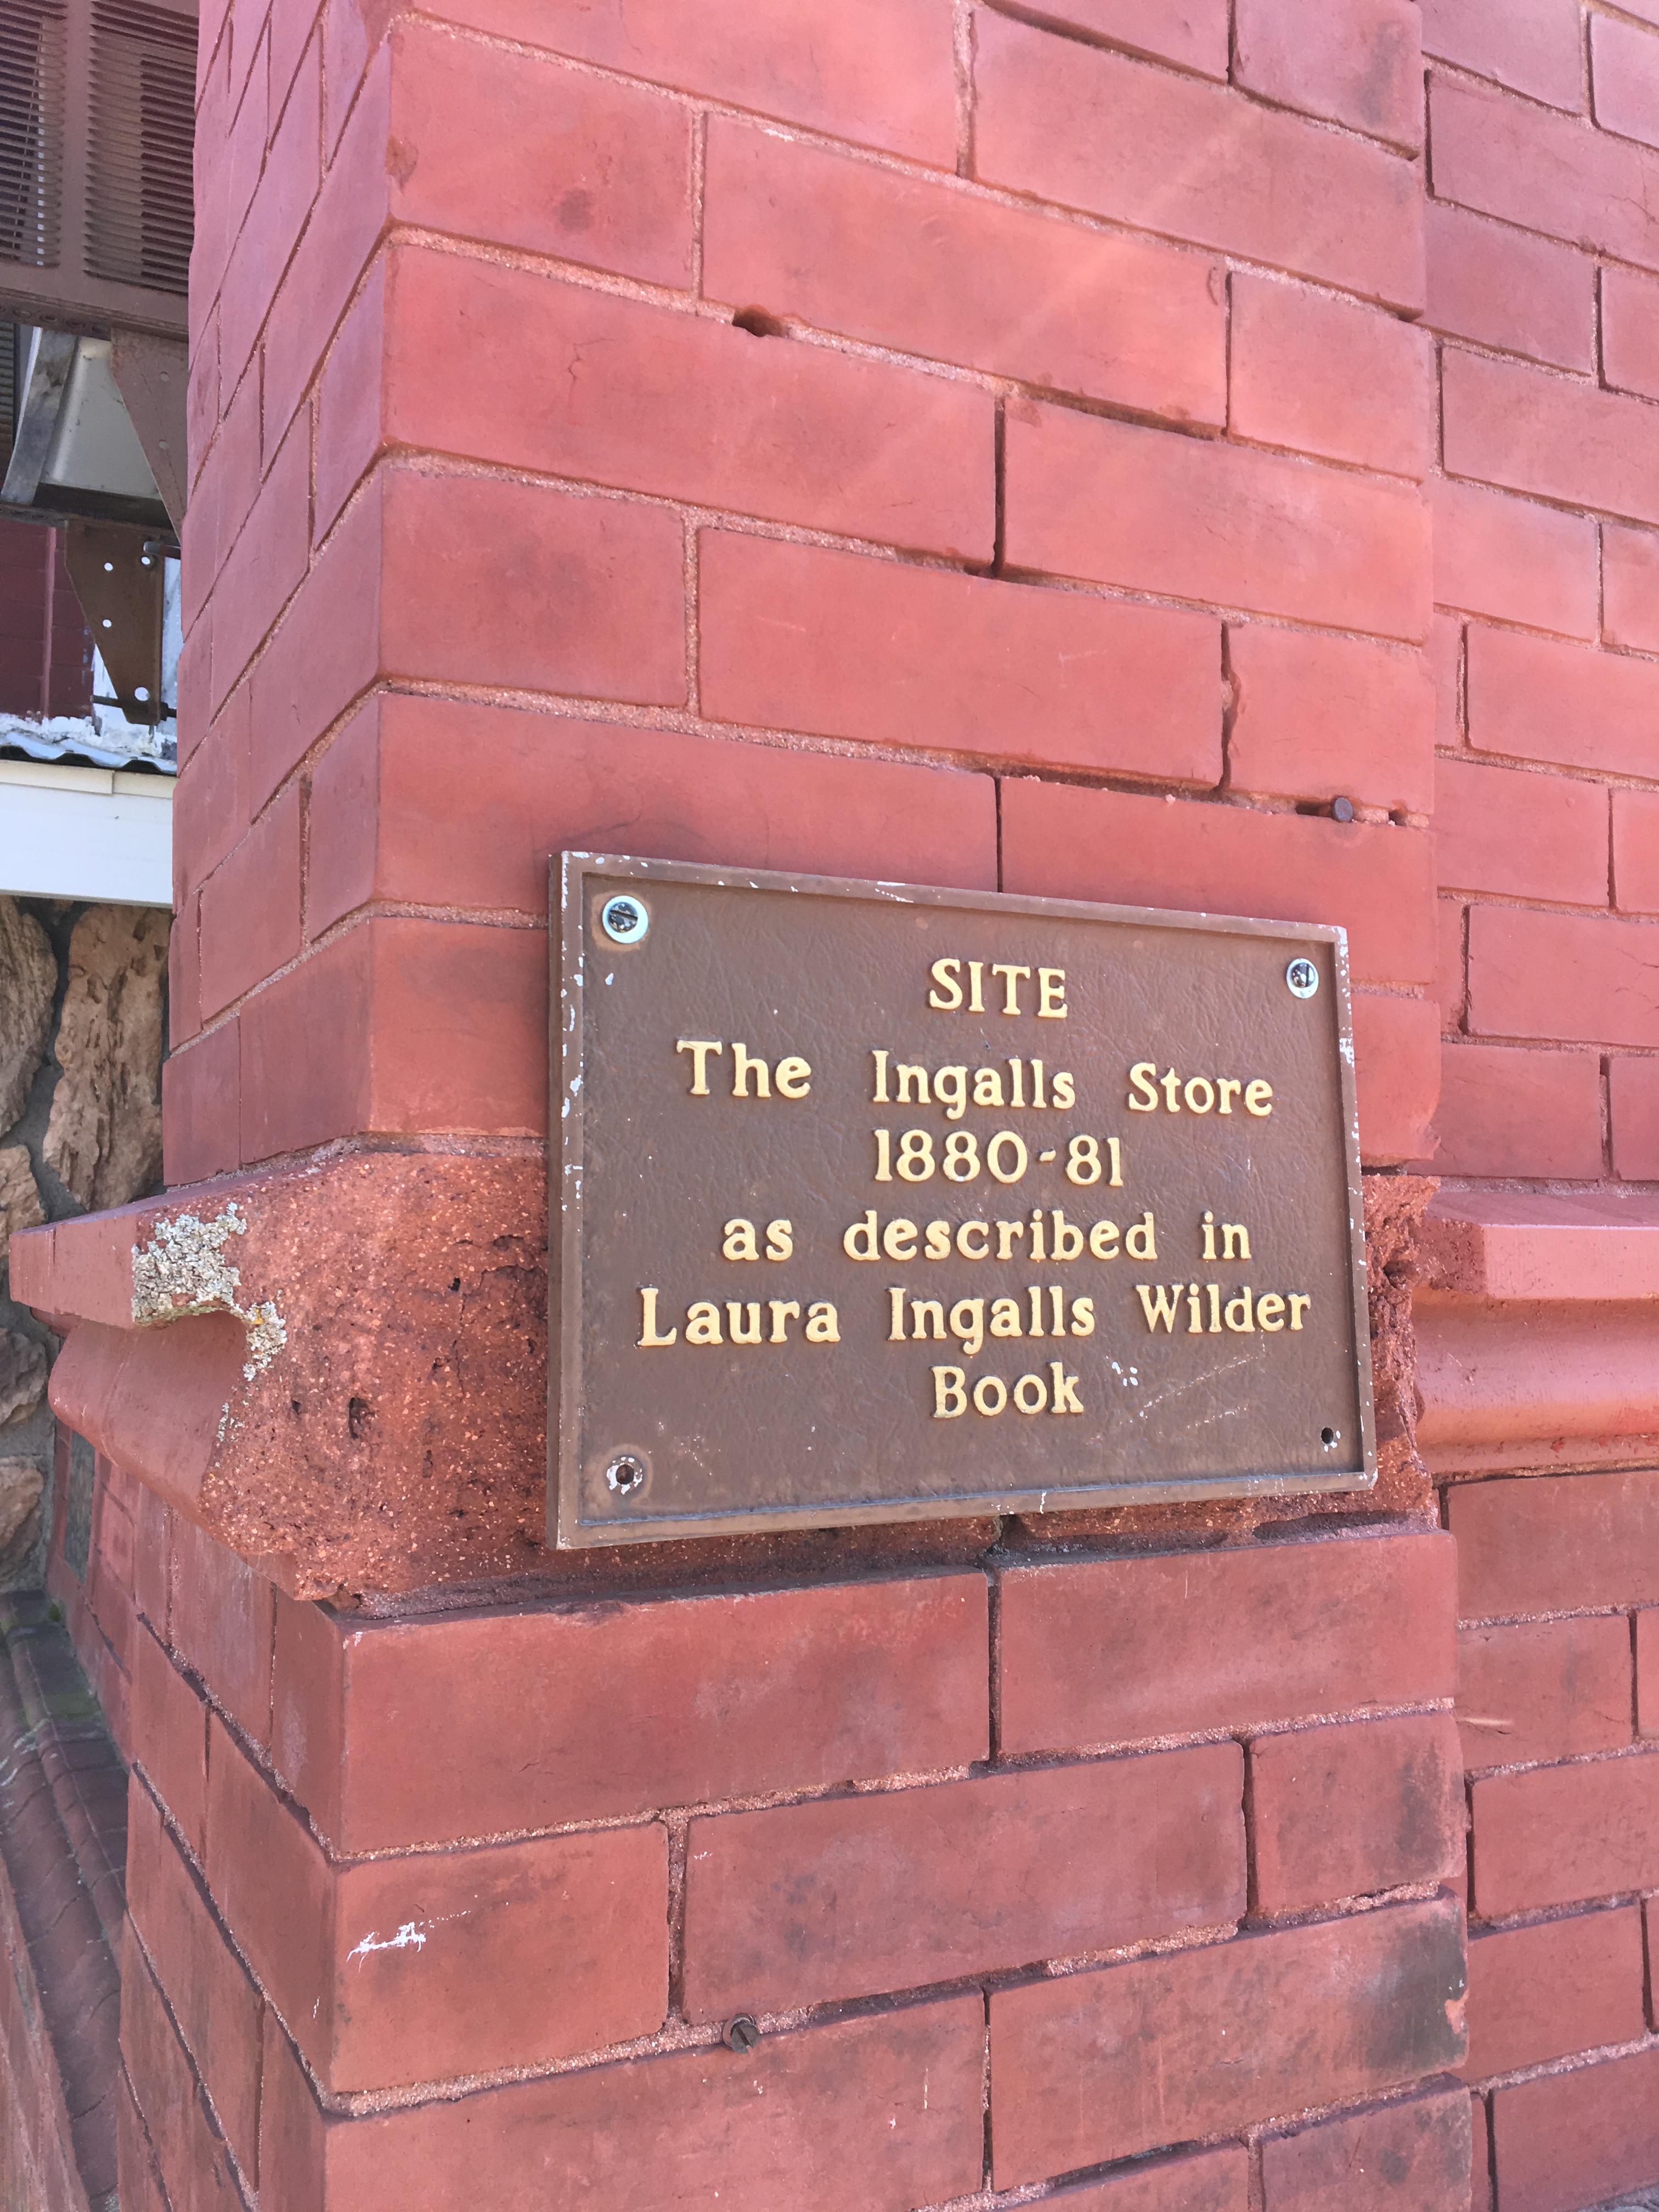 SITE
The Ingalls Store
1880-81
as described in
Laura Ingalls Wilder
Book